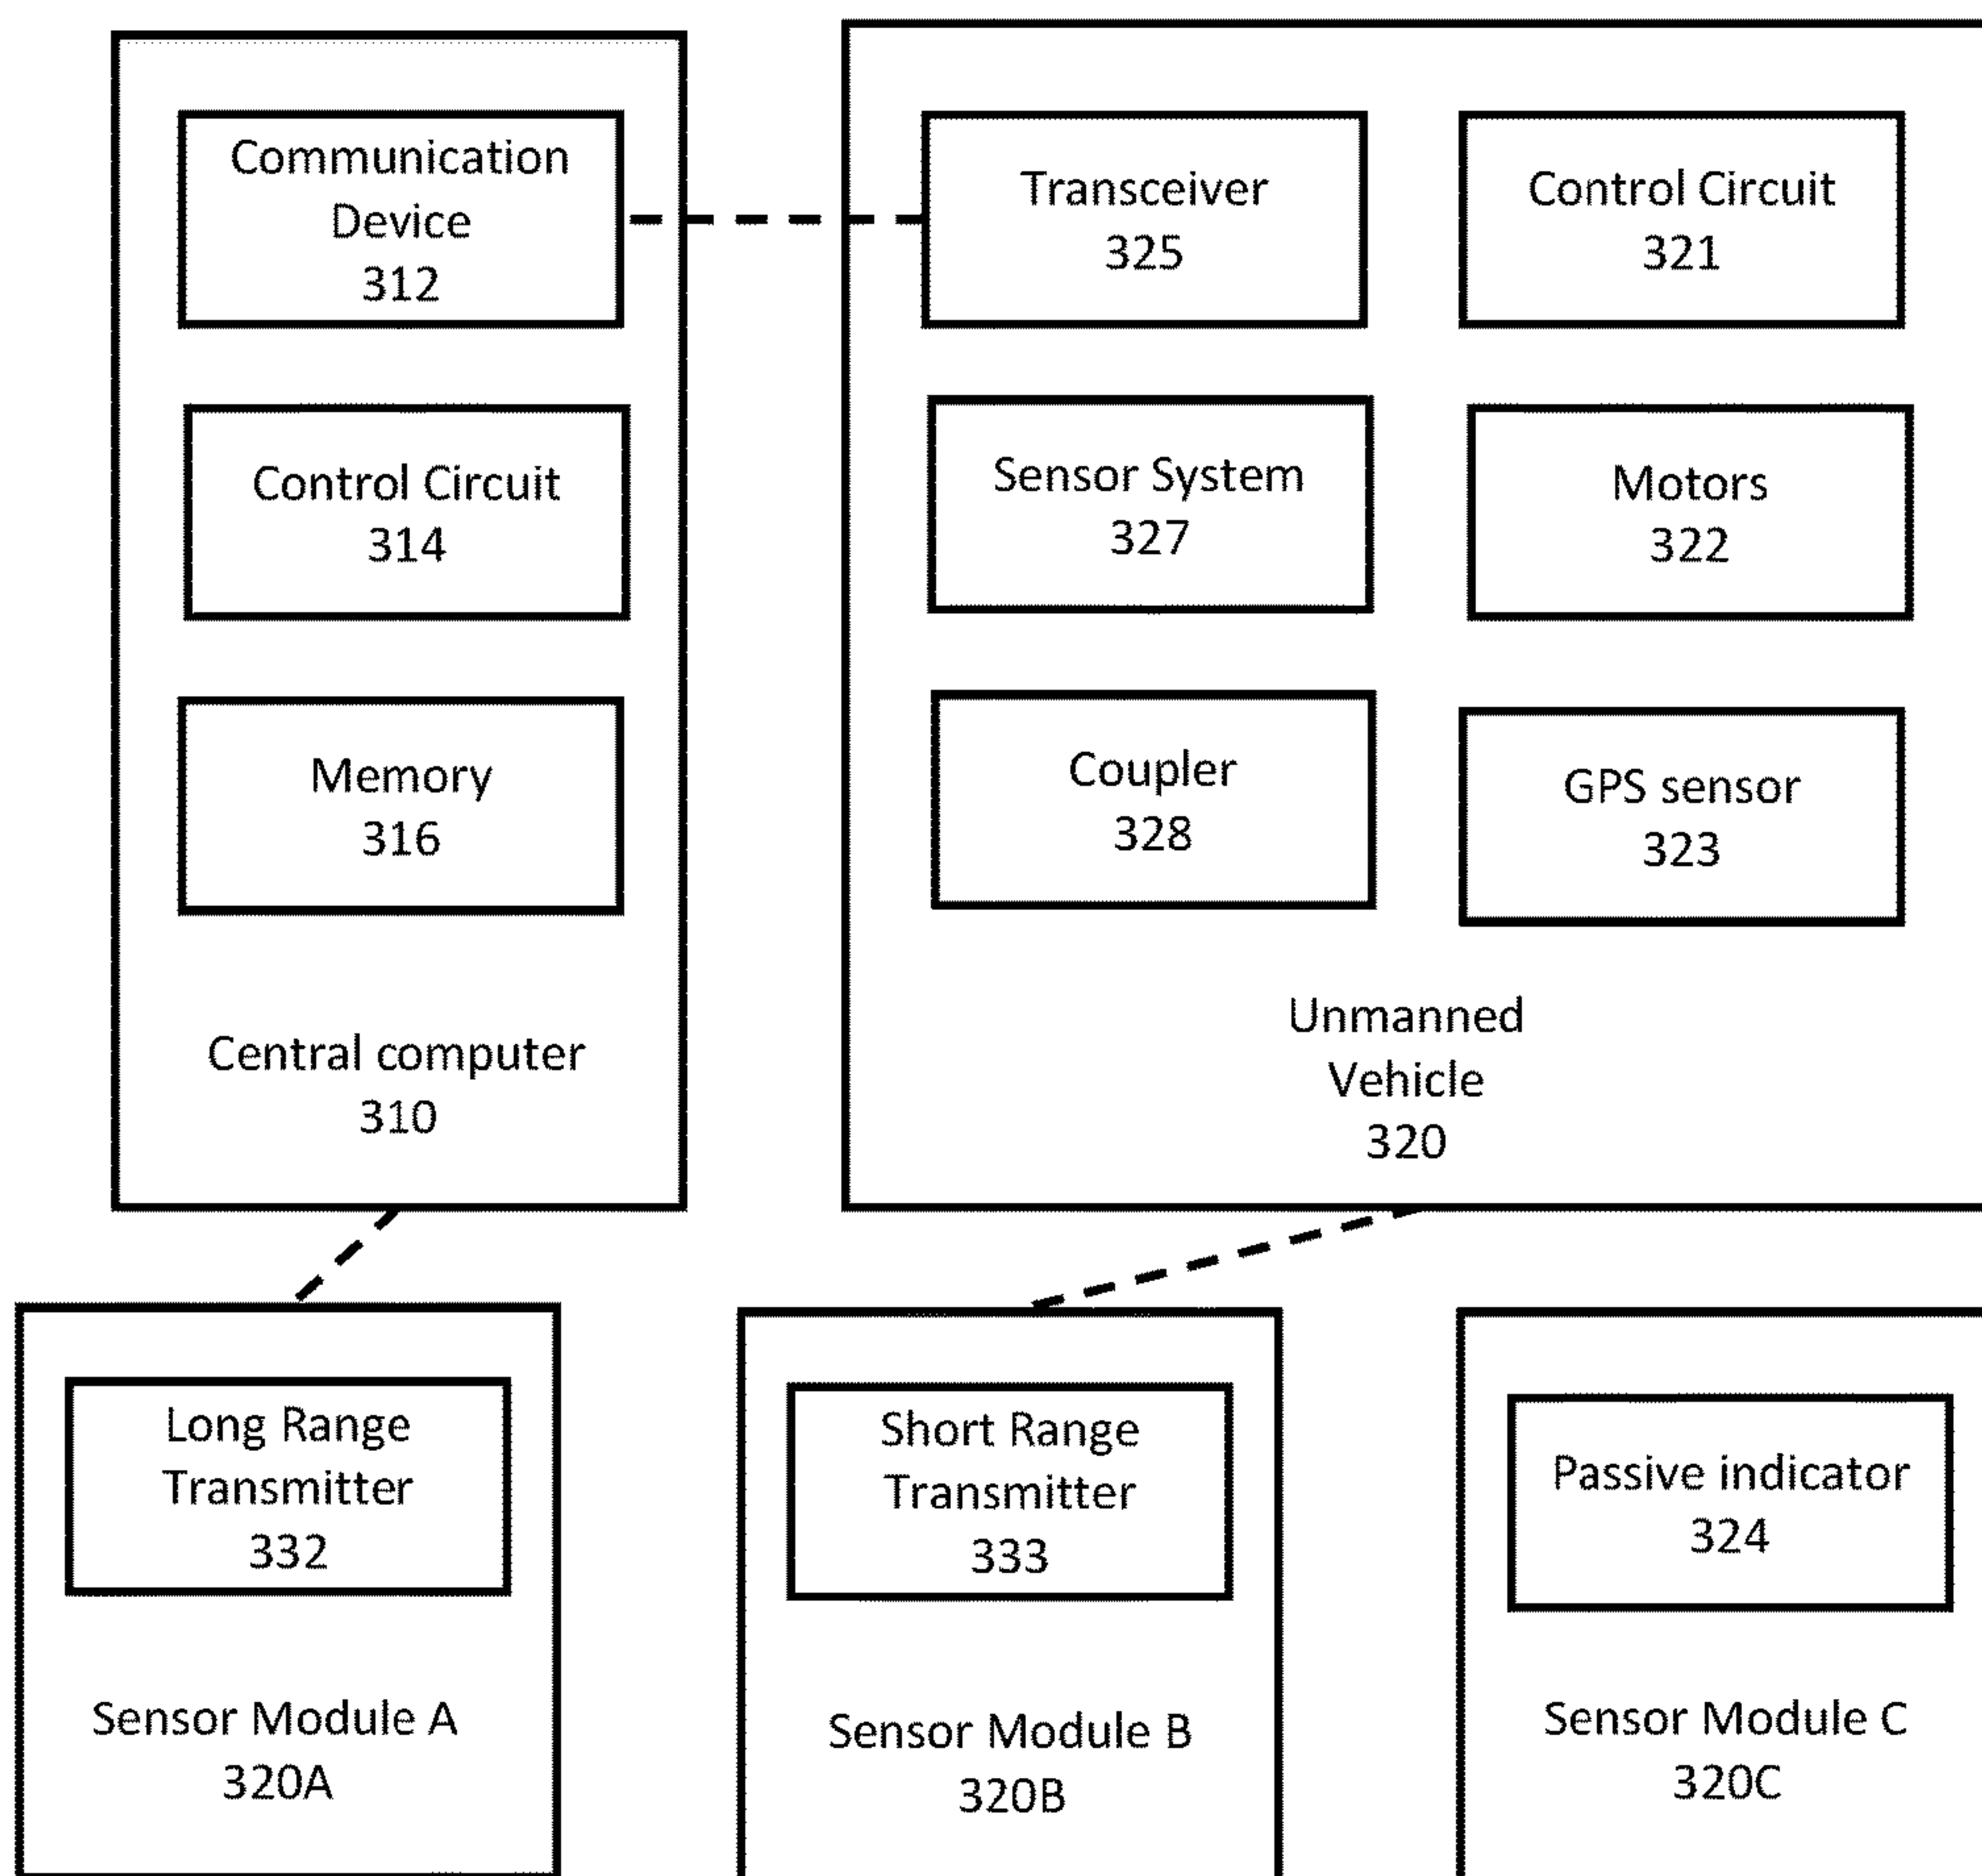 Communication
Device
312
Control Circuit
314
Memory
316
Central computer
310
Transceiver
325
Control Circuit
321
Sensor System
327
Motors
322
Coupler
328
GPS sensor
323
Unmanned
Vehicle
320
Long Range
Transmitter
332
Sensor Module A
320A
Short Range
Transmitter
333
Sensor Module B
320B
Passive indicator
324
Sensor Module C
320C